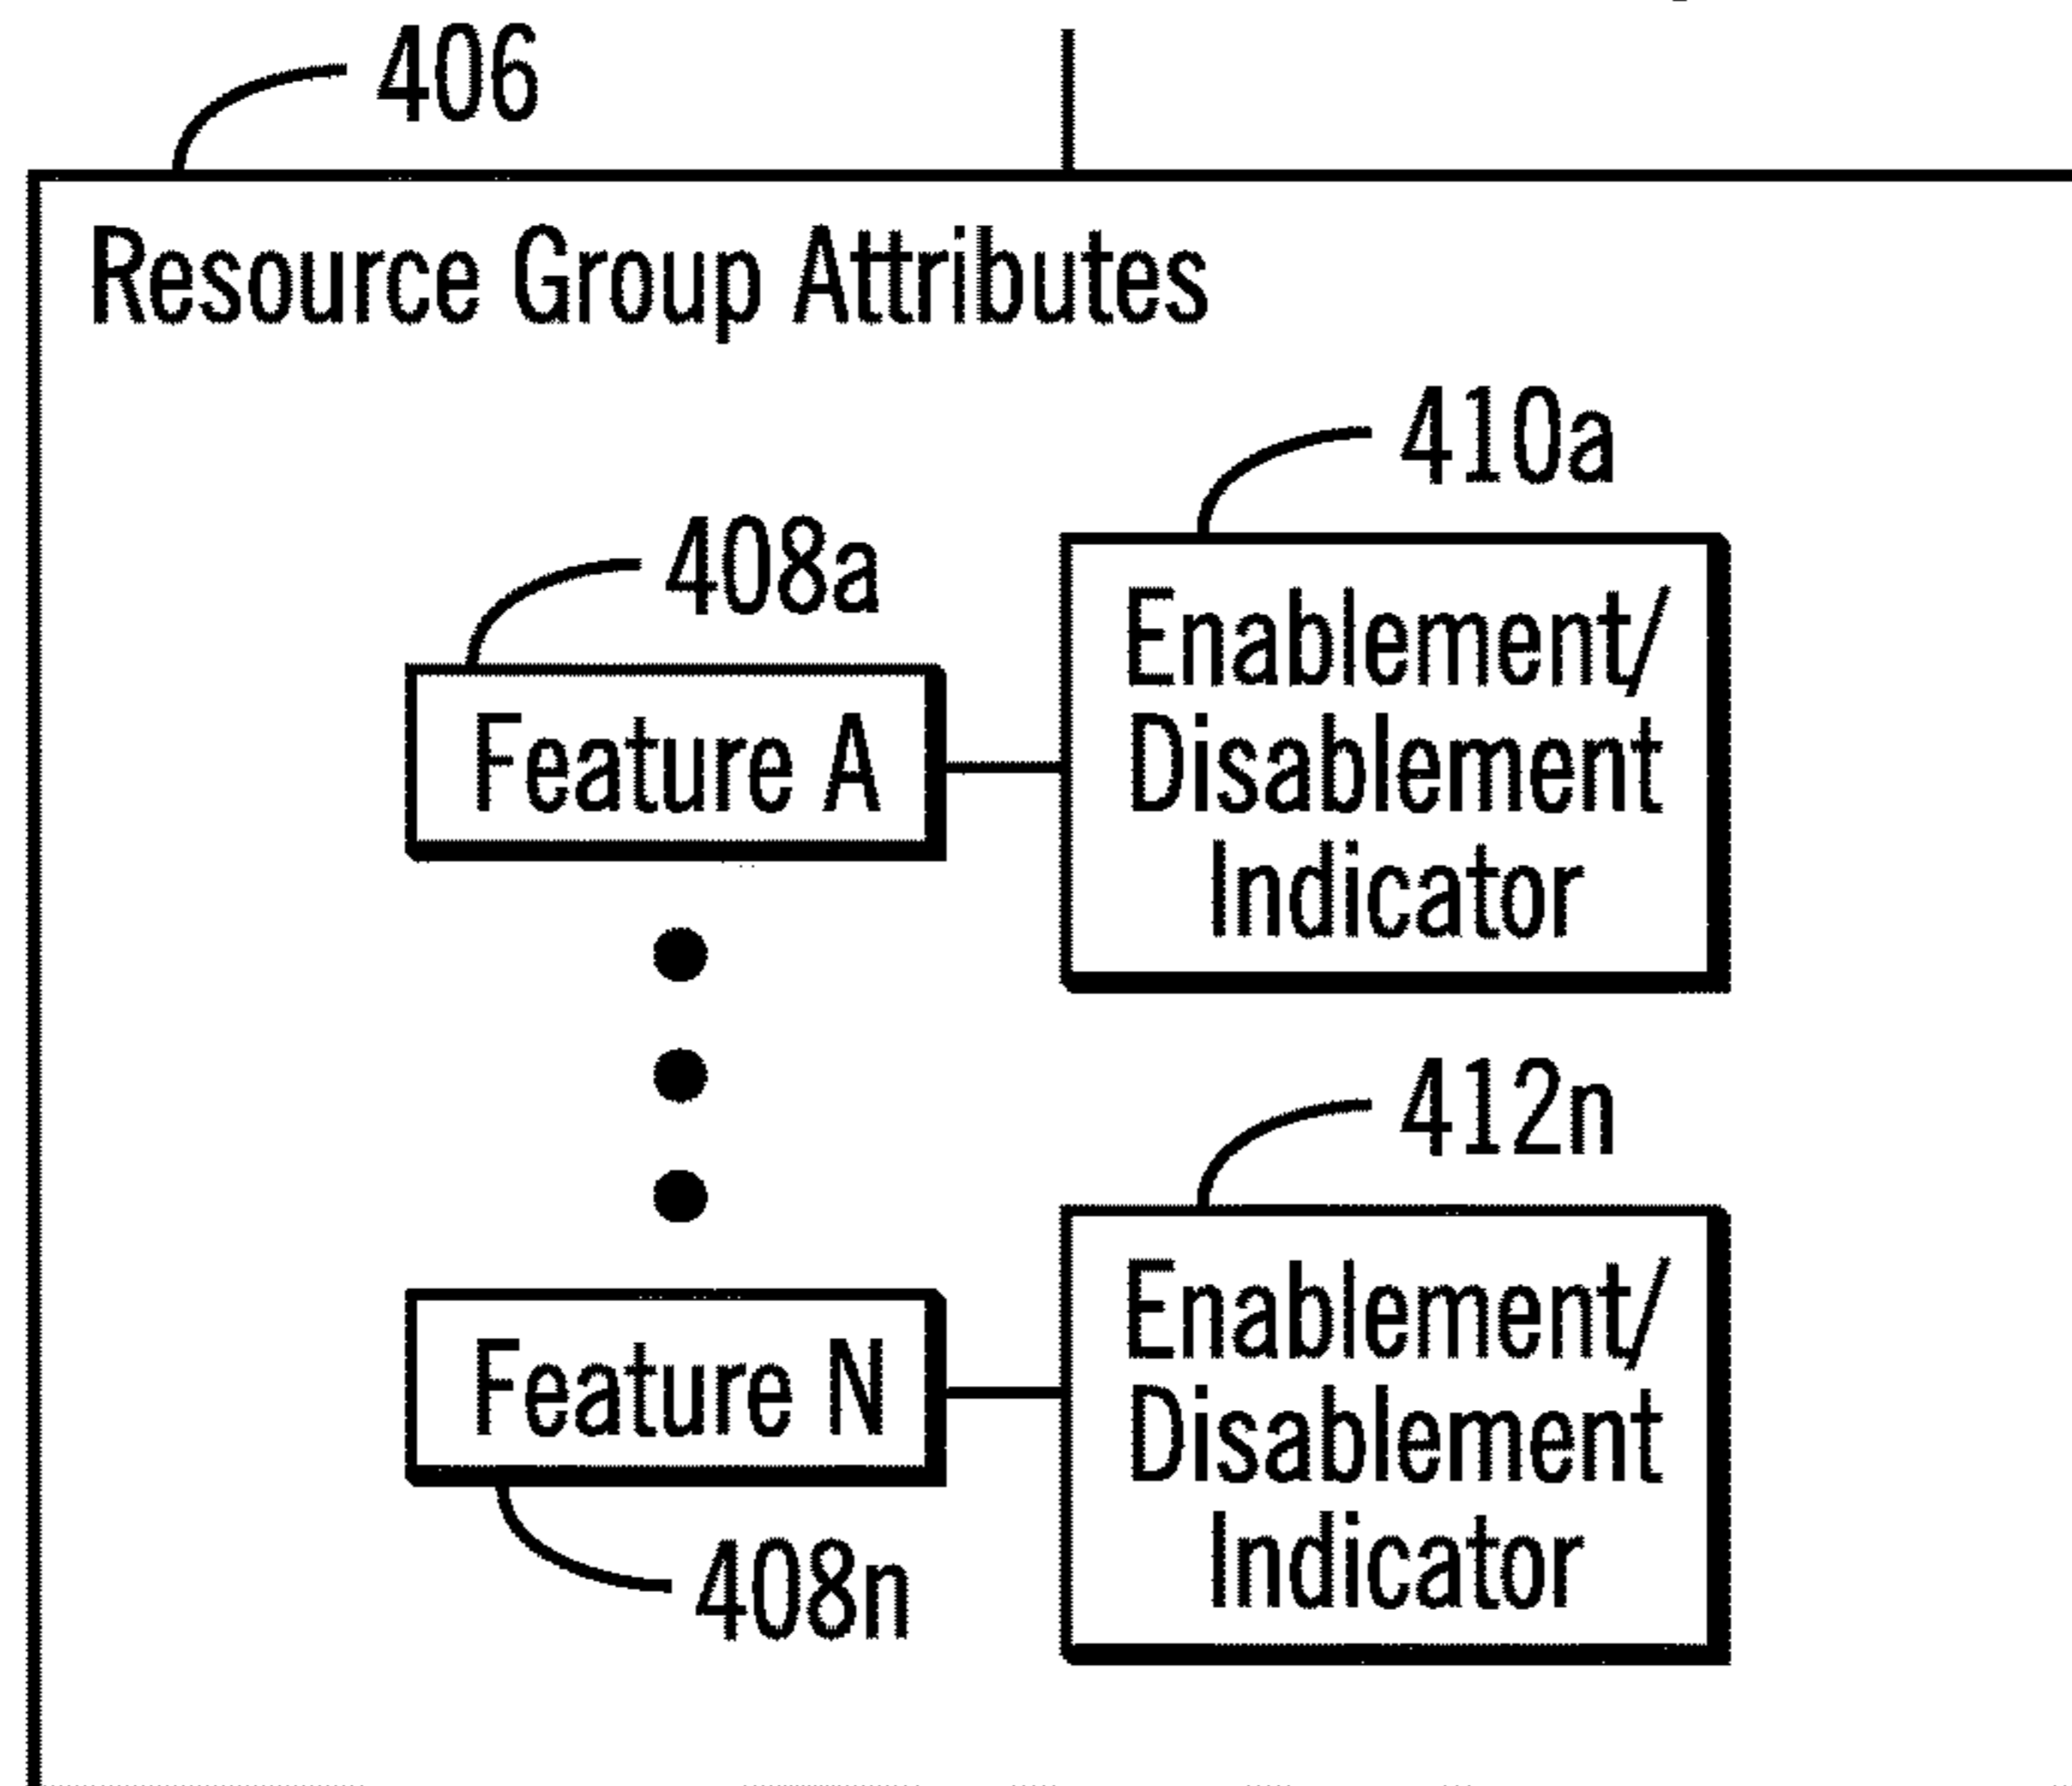 406
Resource Group Attributes
410a
408a
Enablement/
Feature A
Disablement
Indicator
412n
Enablement/
Feature N
Disablement
Indicator
408n